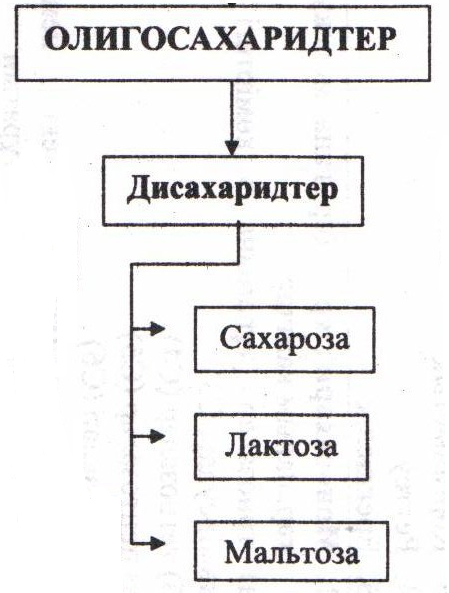 ОЛИГОСАХАРИДТЕР
Дисахаридтер
Сахароза
Лактоза
Мальтоза